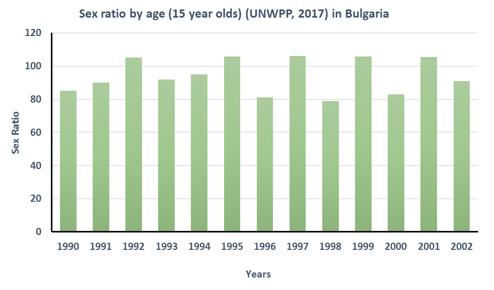 Sex ratio by age (15 year olds) (UNWPP, 2017) in Bulgaria
120
100
80
60
40
20
0
Sex Ratio
1990 1991 1992 1993 1994 1995 1996 1997 1998 1999 2000 2001 2002
Years